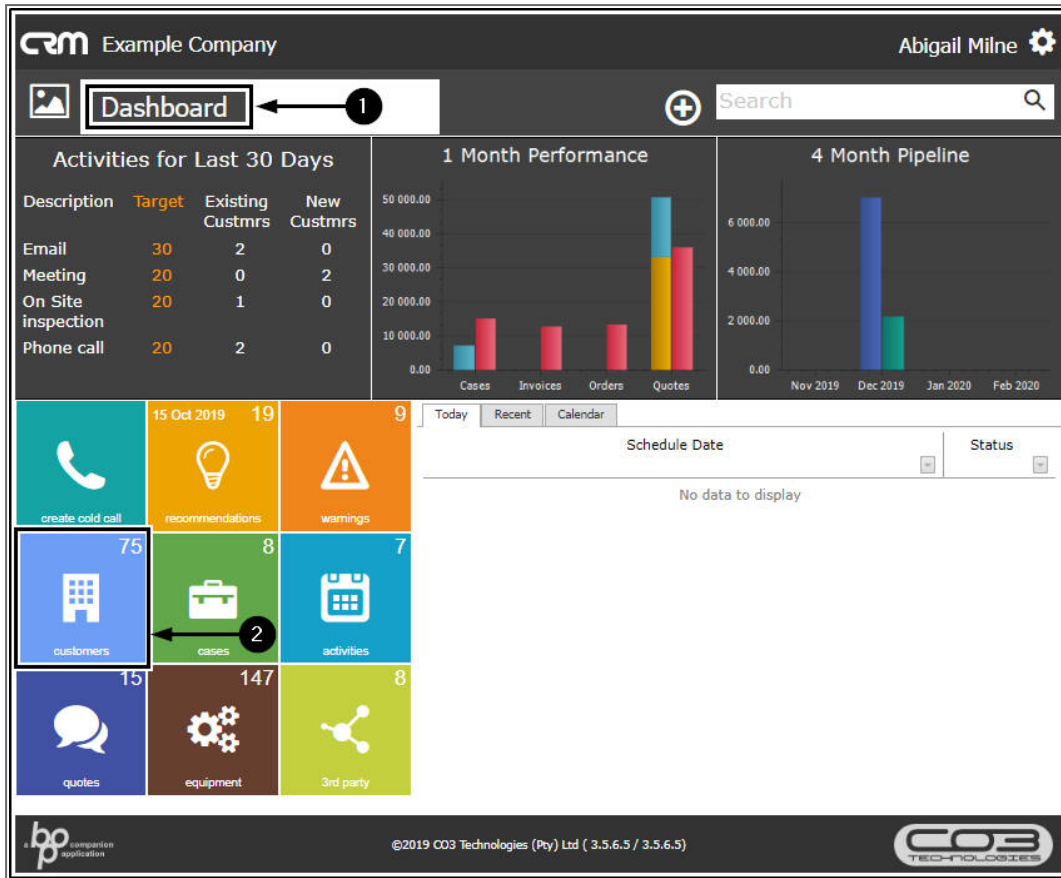 CRM Example Company
Abigail Milne
Dashboard
1
Search
Activities for Last 30 Days
Description Target Existing Custmrs New Custmrs
Email 30 2 0
Meeting 20 0 2
On Site inspection 20 1 0
Phone call 20 2 0
1 Month Performance
50 000.00
40 000.00
30 000.00
20 000.00
10 000.00
0.00
Cases Invoices Orders Quotes
4 Month Pipeline
6 000.00
4 000.00
2 000.00
0.00
Nov 2019 Dec 2019 Jan 2020 Feb 2020
create cold call
15 Oct 2019 19
recommendations
9
warnings
75
customers
2
8
cases
7
activities
15
quotes
147
equipment
8
3rd party
Today Recent Calendar
Schedule Date Status
No data to display
a bpo companion application
©2019 CO3 Technologies (Pty) Ltd ( 3.5.6.5 / 3.5.6.5)
CO3 TECHNOLOGIES